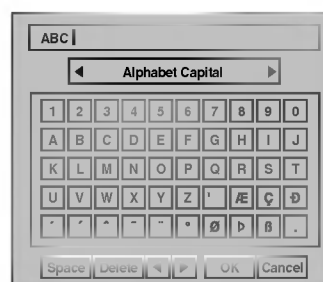 ABC
Alphabet Capital
1 2 3 4 5 6 7 8 9 0
A B C D E F G H I J
K L M N O P Q R S T
U V W X Y Z ' Æ Ç Ð
´ ´ ^ ~ ¨ ° Ø Þ ß .
Space Delete ◀ ▶ OK Cancel